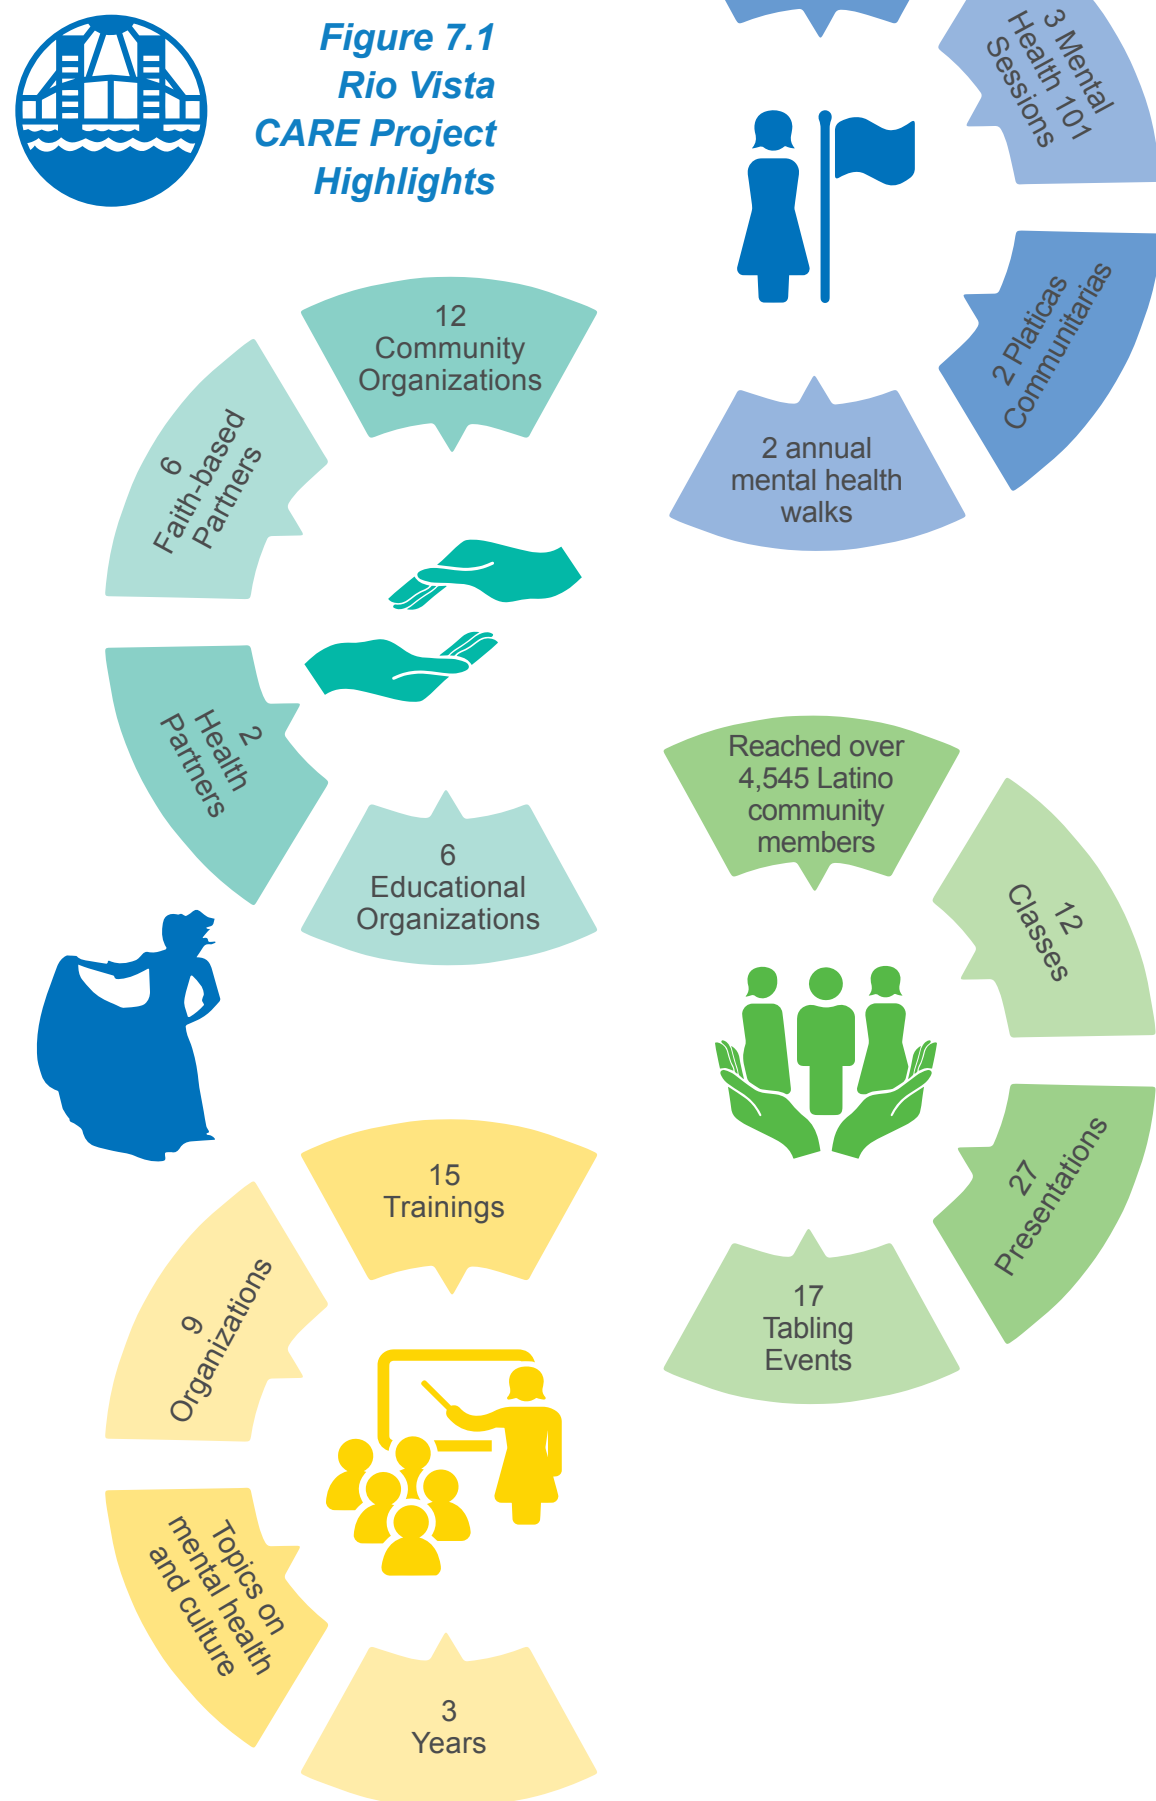 Figure 7.1
Rio Vista
CARE Project
Highlights
3 Mental
Health 101
Sessions
2 Platicas
Communitarias
2 annual
mental health
walks
12
Community
Organizations
6
Faith-based
Partners
2
Health
Partners
6
Educational
Organizations
Reached over
4,545 Latino
community
members
12
Classes
27
Presentations
17
Tabling
Events
15
Trainings
9
Organizations
Topics on
mental health
and culture
3
Years